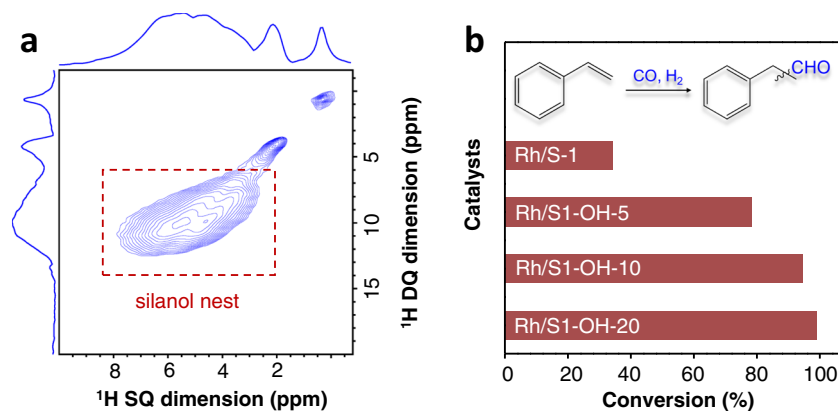 a
8 6 4 2
¹H SQ dimension (ppm)
5
10
15
¹H DQ dimension (ppm)
silanol nest
b
CO, H₂
CHO
Catalysts
Rh/S-1
Rh/S1-OH-5
Rh/S1-OH-10
Rh/S1-OH-20
0 20 40 60 80 100
Conversion (%)